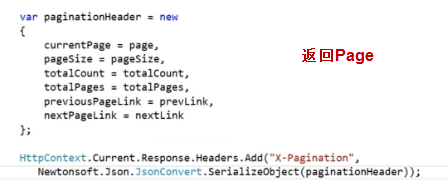 var paginationHeader = new
{
返回Page
currentPage = page,
pageSize = pageSize,
totalCount = totalCount,
totalPages = totalPages,
previousPageLink = prevLink,
nextPageLink = nextLink
};
HttpContext.Current.Response.Headers.Add("X-Pagination",
Newtonsoft.Json.JsonConvert.SerializeObject(paginationHeader));